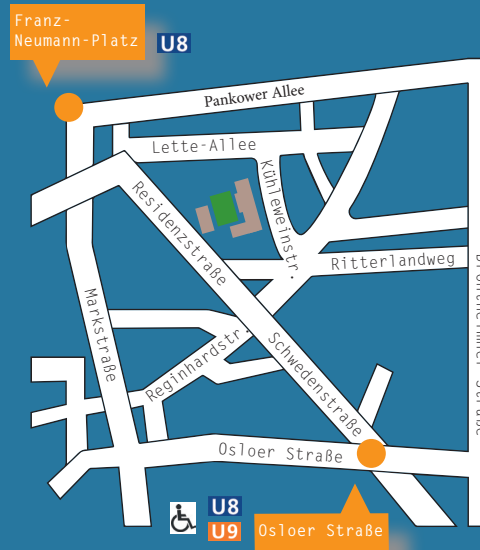 Franz-
Neumann-Platz
U8
Pankower Allee
Lette-Allee
Kühleweinstr.
Residenzstraße
Ritterlandweg
Markstraße
Reginhardstr.
Schwedenstraße
Osloer Straße
U8
U9
Osloer Straße